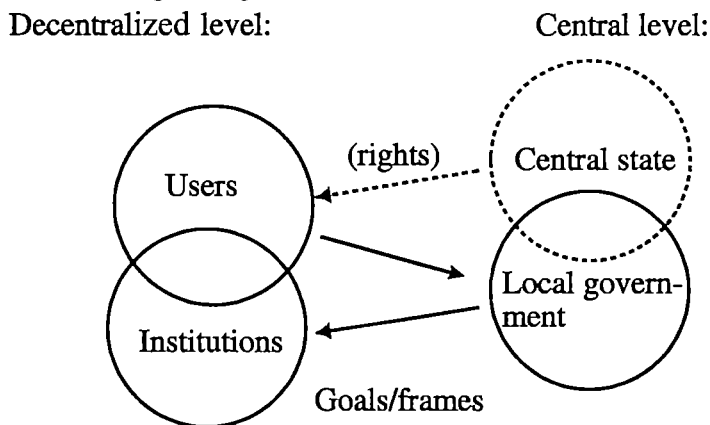 Decentralized level:
Central level:
(rights)
Central state
Users
Local govern-
ment
Institutions
Goals/frames